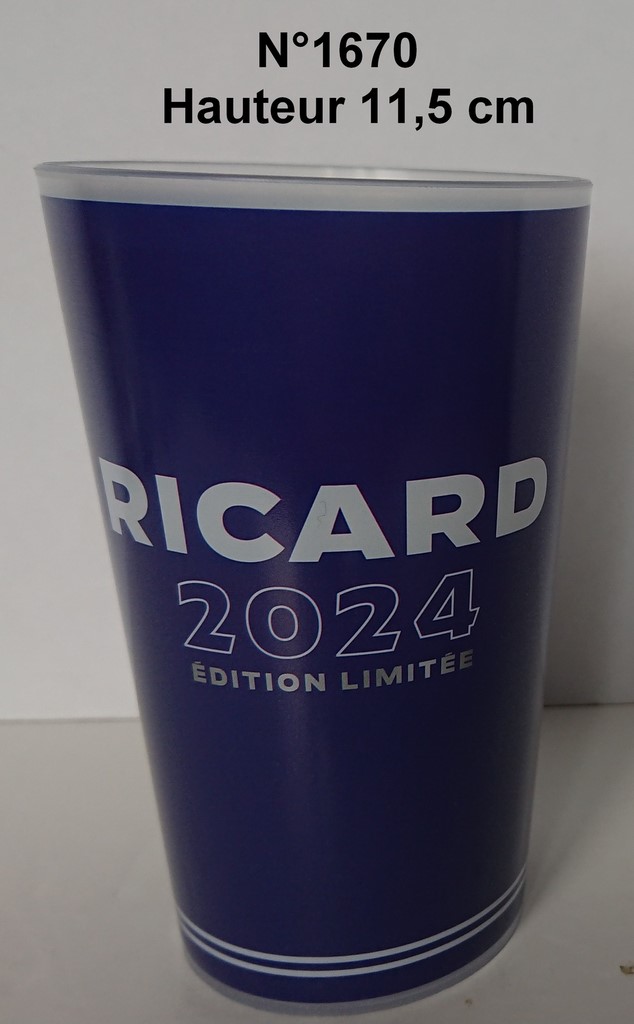 N°1670
Hauteur 11,5 cm
RICARD
2024
ÉDITION LIMITÉE